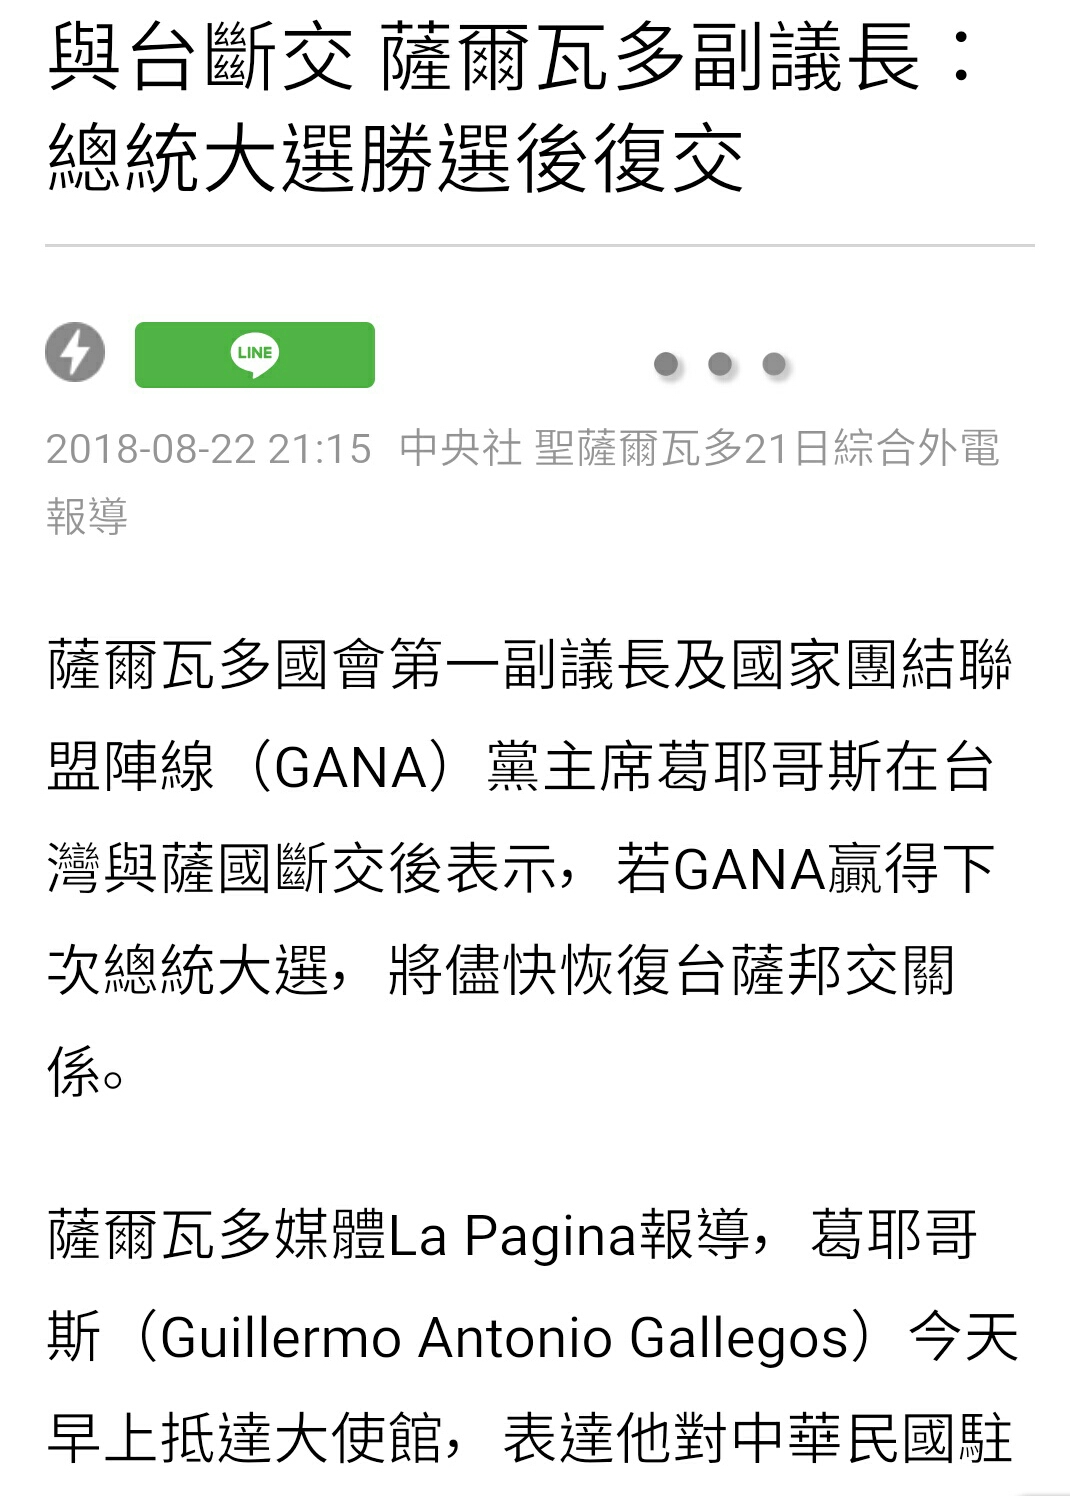 與台斷交 薩爾瓦多副議長：
總統大選勝選後復交
LINE
2018-08-22 21:15 中央社 聖薩爾瓦多21日綜合外電
報導
薩爾瓦多國會第一副議長及國家團結聯
盟陣線（GANA）黨主席葛耶哥斯在台
灣與薩國斷交後表示，若GANA贏得下
次總統大選，將儘快恢復台薩邦交關
係。
薩爾瓦多媒體La Pagina報導，葛耶哥
斯（Guillermo Antonio Gallegos）今天
早上抵達大使館，表達他對中華民國駐